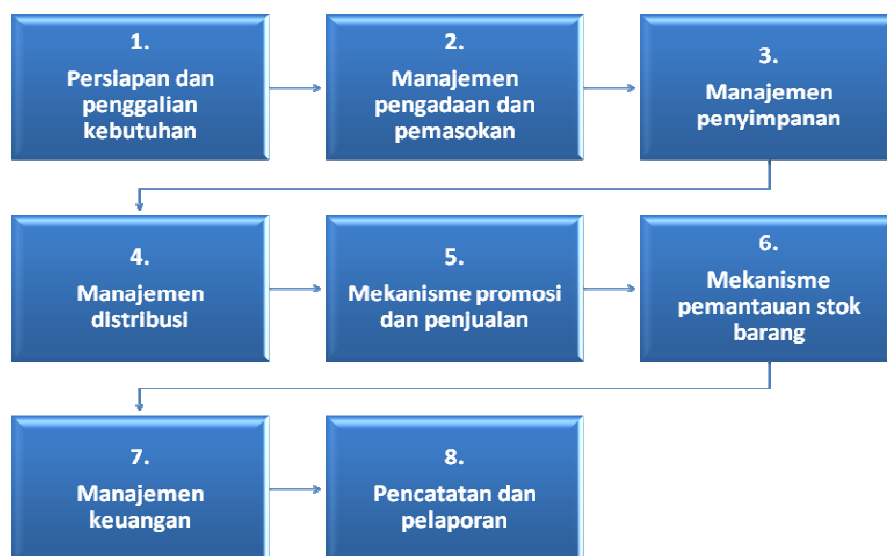 1.
Persiapan dan
penggalian
kebutuhan
2.
Manajemen
pengadaan dan
pemasokan
3.
Manajemen
penyimpanan
4.
Manajemen
distribusi
5.
Mekanisme promosi
dan penjualan
6.
Mekanisme
pemantauan stok
barang
7.
Manajemen
keuangan
8.
Pencatatan dan
pelaporan